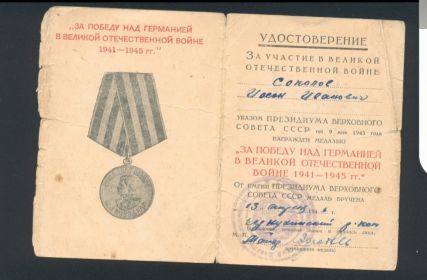 „ЗА ПОБЕДУ НАД ГЕРМАНИЕЙ
В ВЕЛИКОЙ ОТЕЧЕСТВЕННОЙ ВОЙНЕ
1941—1945 гг.“
УДОСТОВЕРЕНИЕ
ЗА УЧАСТИЕ В ВЕЛИКОЙ
ОТЕЧЕСТВЕННОЙ ВОЙНЕ
Соколов
Иванович
УКАЗОМ ПРЕЗИДИУМА ВЕРХОВНОГО
СОВЕТА СССР от 9 мая 1945 года
НАГРАЖДЕН МЕДАЛЬЮ
„ЗА ПОБЕДУ НАД ГЕРМАНИЕЙ
В ВЕЛИКОЙ ОТЕЧЕСТВЕННОЙ
ВОЙНЕ 1941—1945 гг.“
От имени ПРЕЗИДИУМА ВЕРХОВНОГО
СОВЕТА СССР МЕДАЛЬ ВРУЧЕНА
13
М. П.
Майор